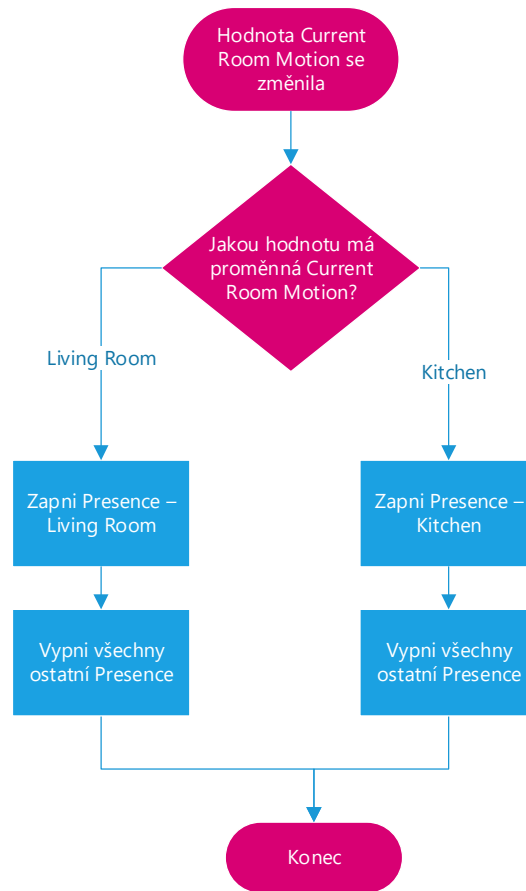 Hodnota Current
Room Motion se
změnila
Jakou hodnotu má
proměnná Current
Room Motion?
Living Room
Kitchen
Zapni Presence –
Living Room
Zapni Presence –
Kitchen
Vypni všechny
ostatní Presence
Vypni všechny
ostatní Presence
Konec